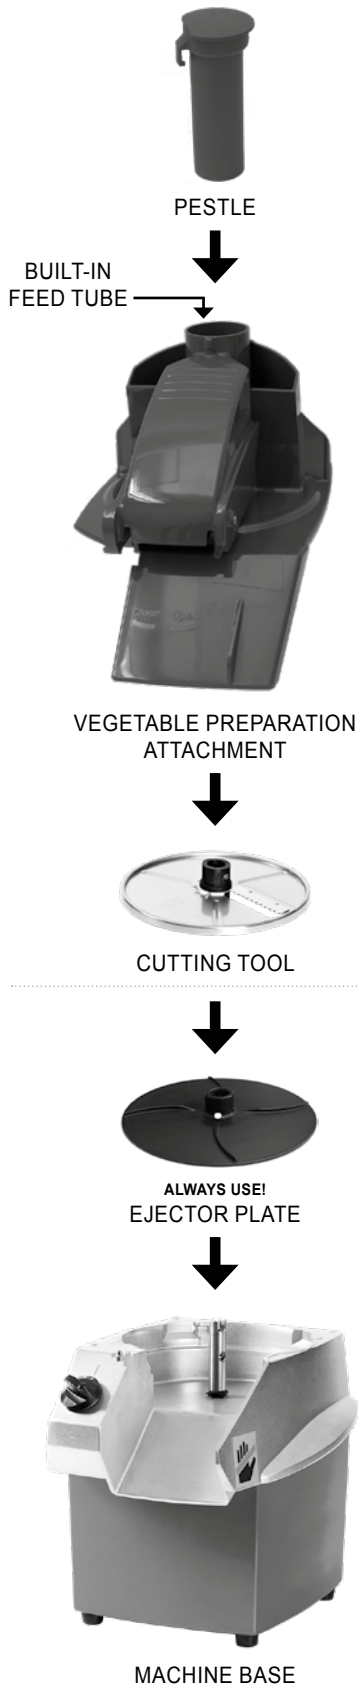 PESTLE
BUILT-IN
FEED TUBE
VEGETABLE PREPARATION
ATTACHMENT
CUTTING TOOL
ALWAYS USE!
EJECTOR PLATE
MACHINE BASE